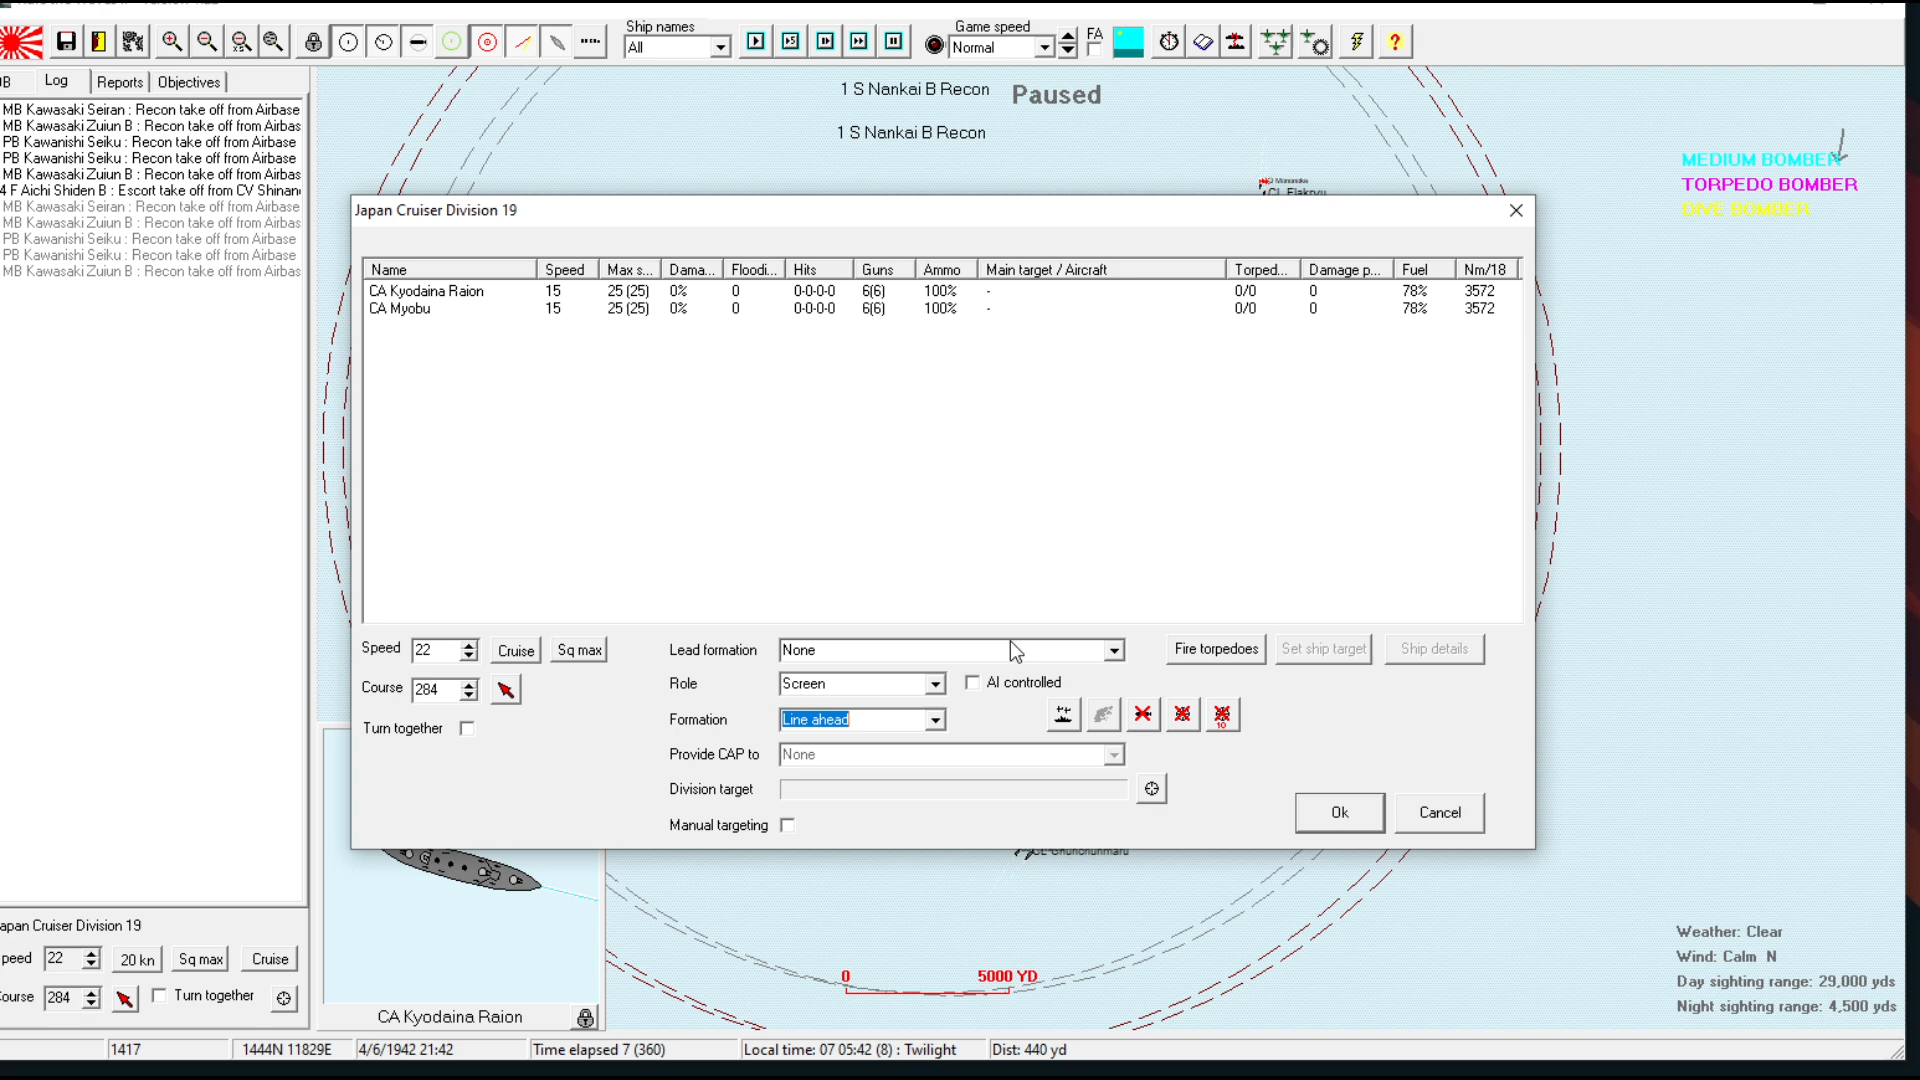 Ship names
All
Game speed
Normal
FA
Log
Reports
Objectives
MB Kawasaki Seiran : Recon take off from Airbase
MB Kawasaki Zuiun B : Recon take off from Airbas
PB Kawanishi Seiku : Recon take off from Airbase
PB Kawanishi Seiku : Recon take off from Airbase
MB Kawasaki Zuiun B : Recon take off from Airbas
4 F Aichi Shiden B : Escort take off from CV Shinan
MB Kawasaki Seiran : Recon take off from Airbase
MB Kawasaki Zuiun B : Recon take off from Airbas
PB Kawanishi Seiku : Recon take off from Airbase
PB Kawanishi Seiku : Recon take off from Airbase
MB Kawasaki Zuiun B : Recon take off from Airbas
1 S Nankai B Recon
Paused
1 S Nankai B Recon
MEDIUM BOMBER
TORPEDO BOMBER
DIVE BOMBER
Japan Cruiser Division 19
Name Speed Max s... Dama... Floodi... Hits Guns Ammo Main target / Aircraft Torped... Damage p... Fuel Nm/18
CA Kyodaina Raion 15 25 (25) 0% 0 0-0-0-0 6(6) 100% - 0/0 0 78% 3572
CA Myobu 15 25 (25) 0% 0 0-0-0-0 6(6) 100% - 0/0 0 78% 3572
Speed 22 Cruise Sq max
Course 284
Turn together
Lead formation None
Role Screen
AI controlled
Formation Line ahead
10
Provide CAP to None
Division target
Manual targeting
Fire torpedoes
Set ship target
Ship details
Ok
Cancel
apan Cruiser Division 19
peed 22 20 kn Sq max Cruise
ourse 284 Turn together
CA Kyodaina Raion
0 5000 YD
Weather: Clear
Wind: Calm N
Day sighting range: 29,000 yds
Night sighting range: 4,500 yds
1417
1444N 11829E
4/6/1942 21:42
Time elapsed 7 (360)
Local time: 07 05:42 (8) : Twilight
Dist: 440 yd